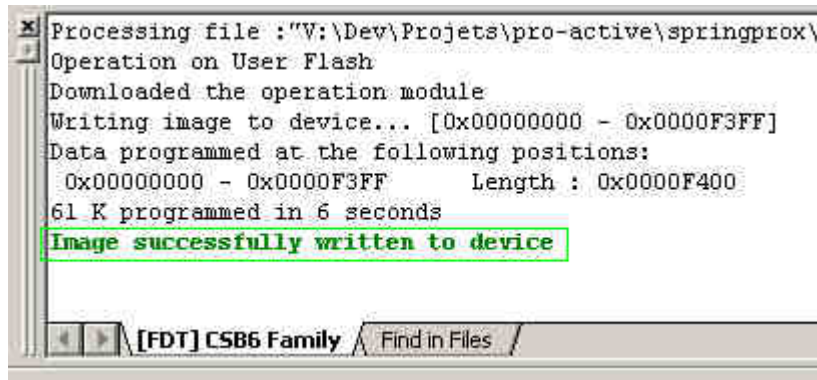 Processing file :"V:\Dev\Projets\pro-active\springprox\
Operation on User Flash
Downloaded the operation module
Writing image to device... [0x00000000 - 0x0000F3FF]
Data programmed at the following positions:
0x00000000 - 0x0000F3FF Length : 0x0000F400
61 K programmed in 6 seconds
Image successfully written to device
[FDT] CSB6 Family Find in Files